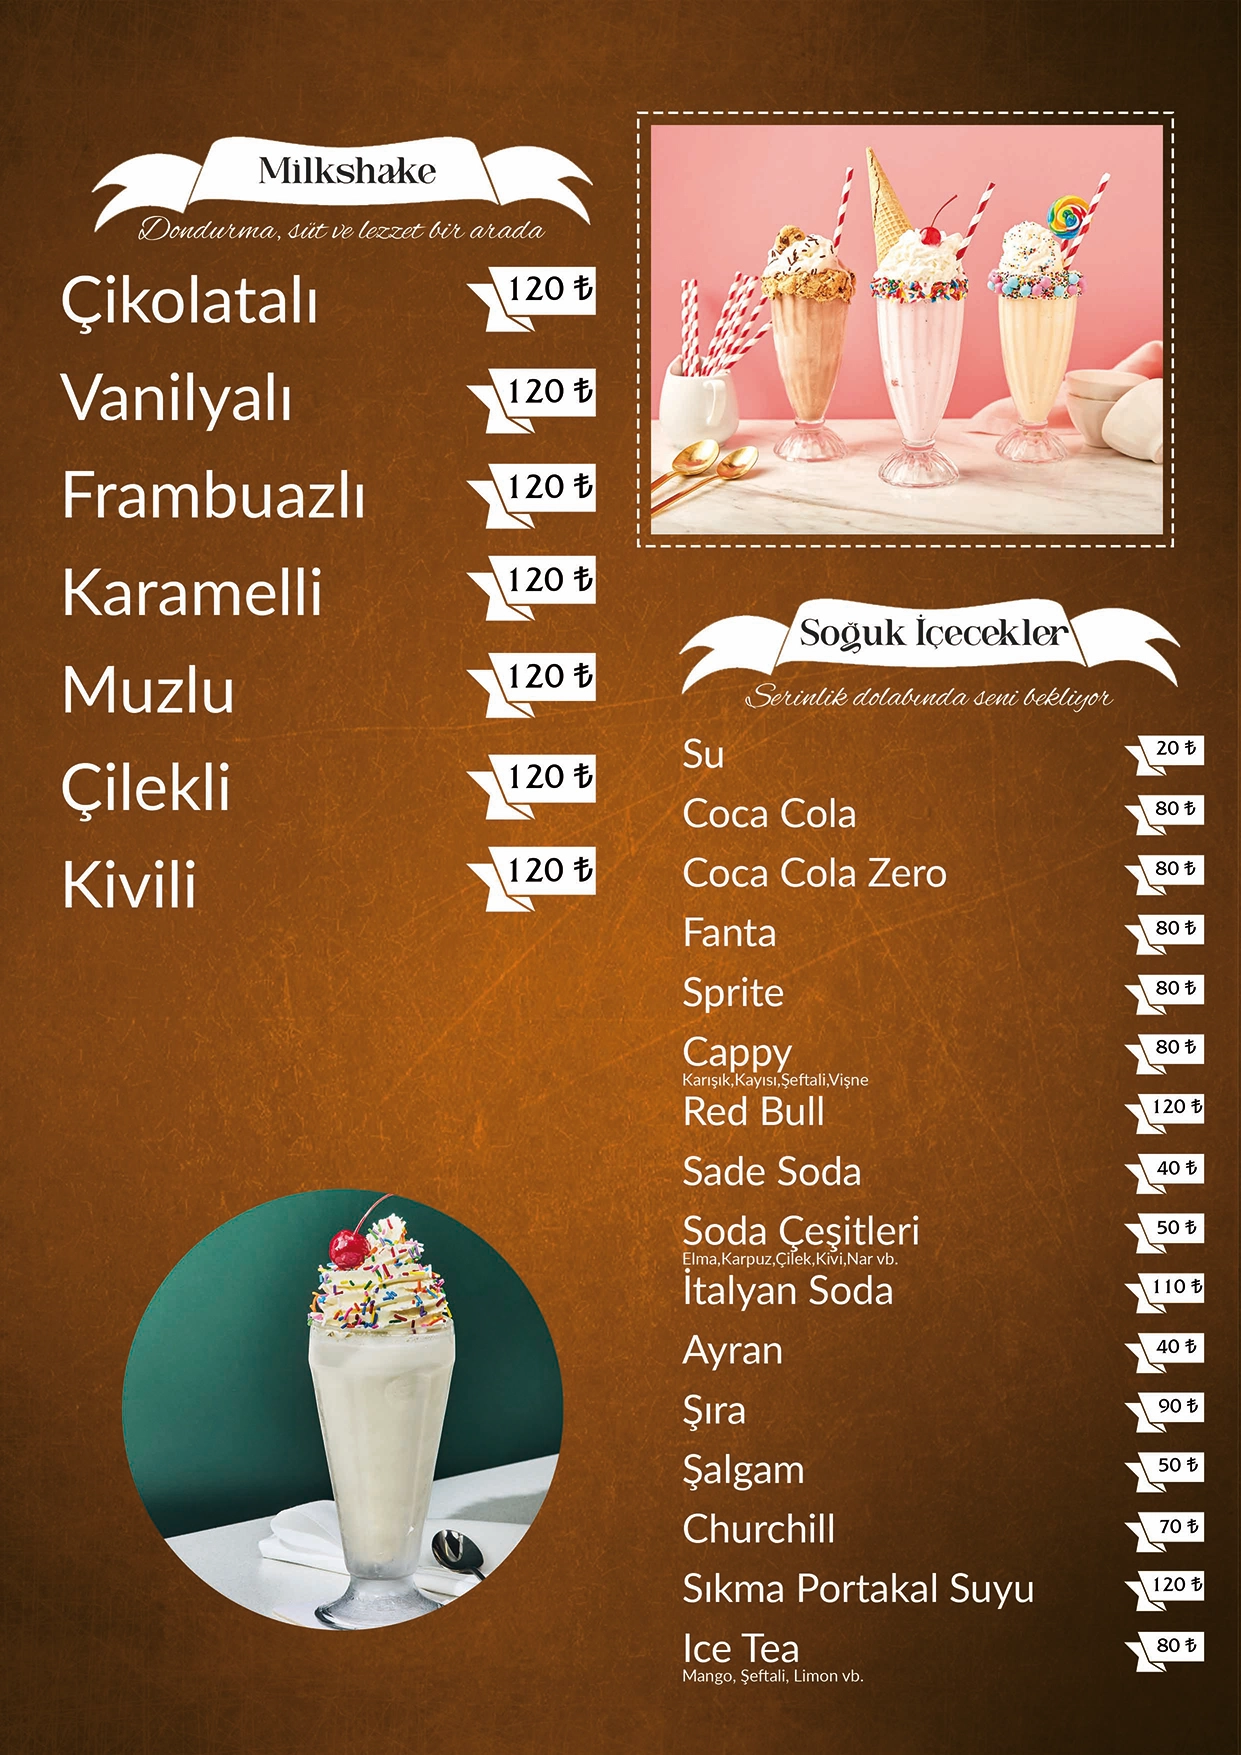 Milkshake
Dondurma, süt ve lezzet bir arada
Çikolatalı 120 ₺
Vanilyalı 120 ₺
Frambuazlı 120 ₺
Karamelli 120 ₺
Muzlu 120 ₺
Çilekli 120 ₺
Kivili 120 ₺
Soğuk İçecekler
Serinlik dolabında seni bekliyor
Su 20 ₺
Coca Cola 80 ₺
Coca Cola Zero 80 ₺
Fanta 80 ₺
Sprite 80 ₺
Cappy 80 ₺
Karışık,Kayısı,Şeftali,Vişne
Red Bull 120 ₺
Sade Soda 40 ₺
Soda Çeşitleri 50 ₺
Elma,Karpuz,Çilek,Kivi,Nar vb.
İtalyan Soda 110 ₺
Ayran 40 ₺
Şıra 90 ₺
Şalgam 50 ₺
Churchill 70 ₺
Sıkma Portakal Suyu 120 ₺
Ice Tea 80 ₺
Mango, Şeftali, Limon vb.